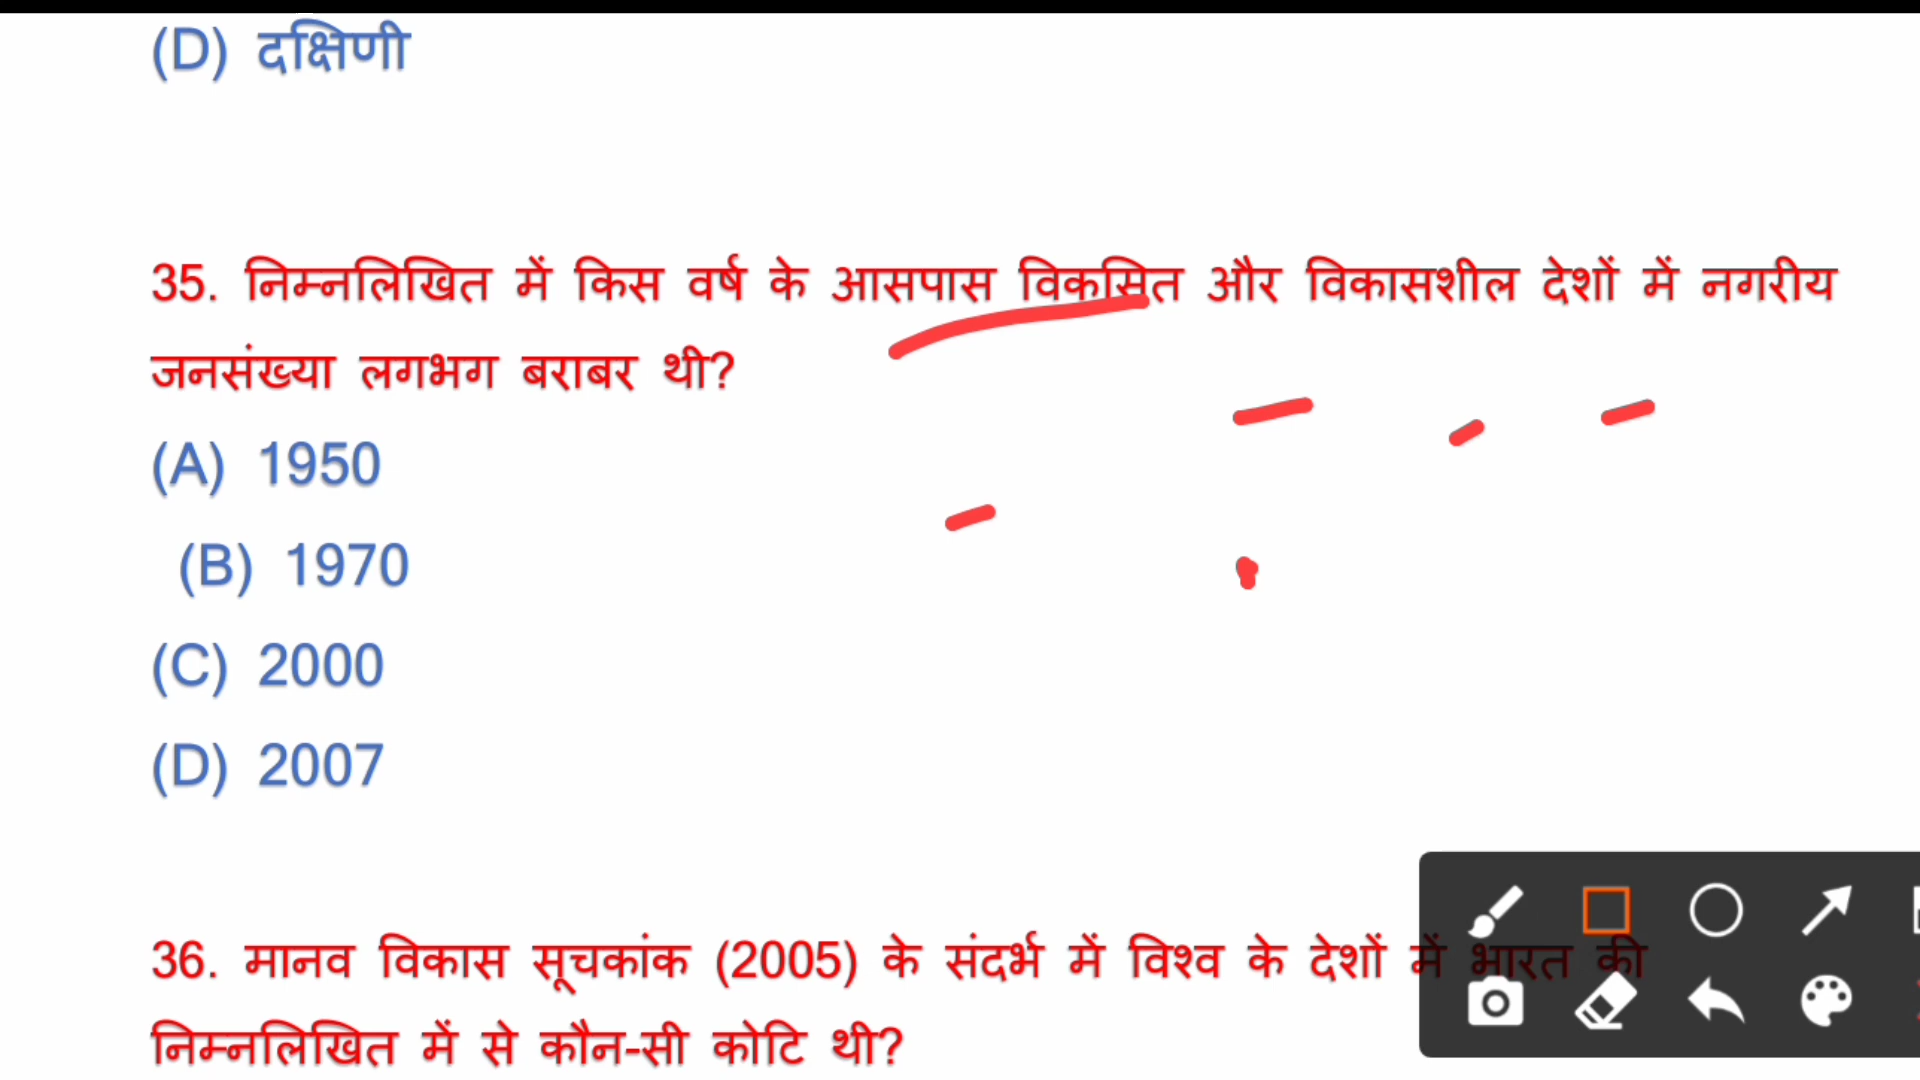 (D) दक्षिणी
35. निम्नलिखित में किस वर्ष के आसपास विकसित और विकासशील देशों में नगरीय
जनसंख्या लगभग बराबर थी?
(A) 1950
(B) 1970
(C) 2000
(D) 2007
36. मानव विकास सूचकांक (2005) के संदर्भ में विश्व के देशों में भारत की
निम्नलिखित में से कौन-सी कोटि थी?